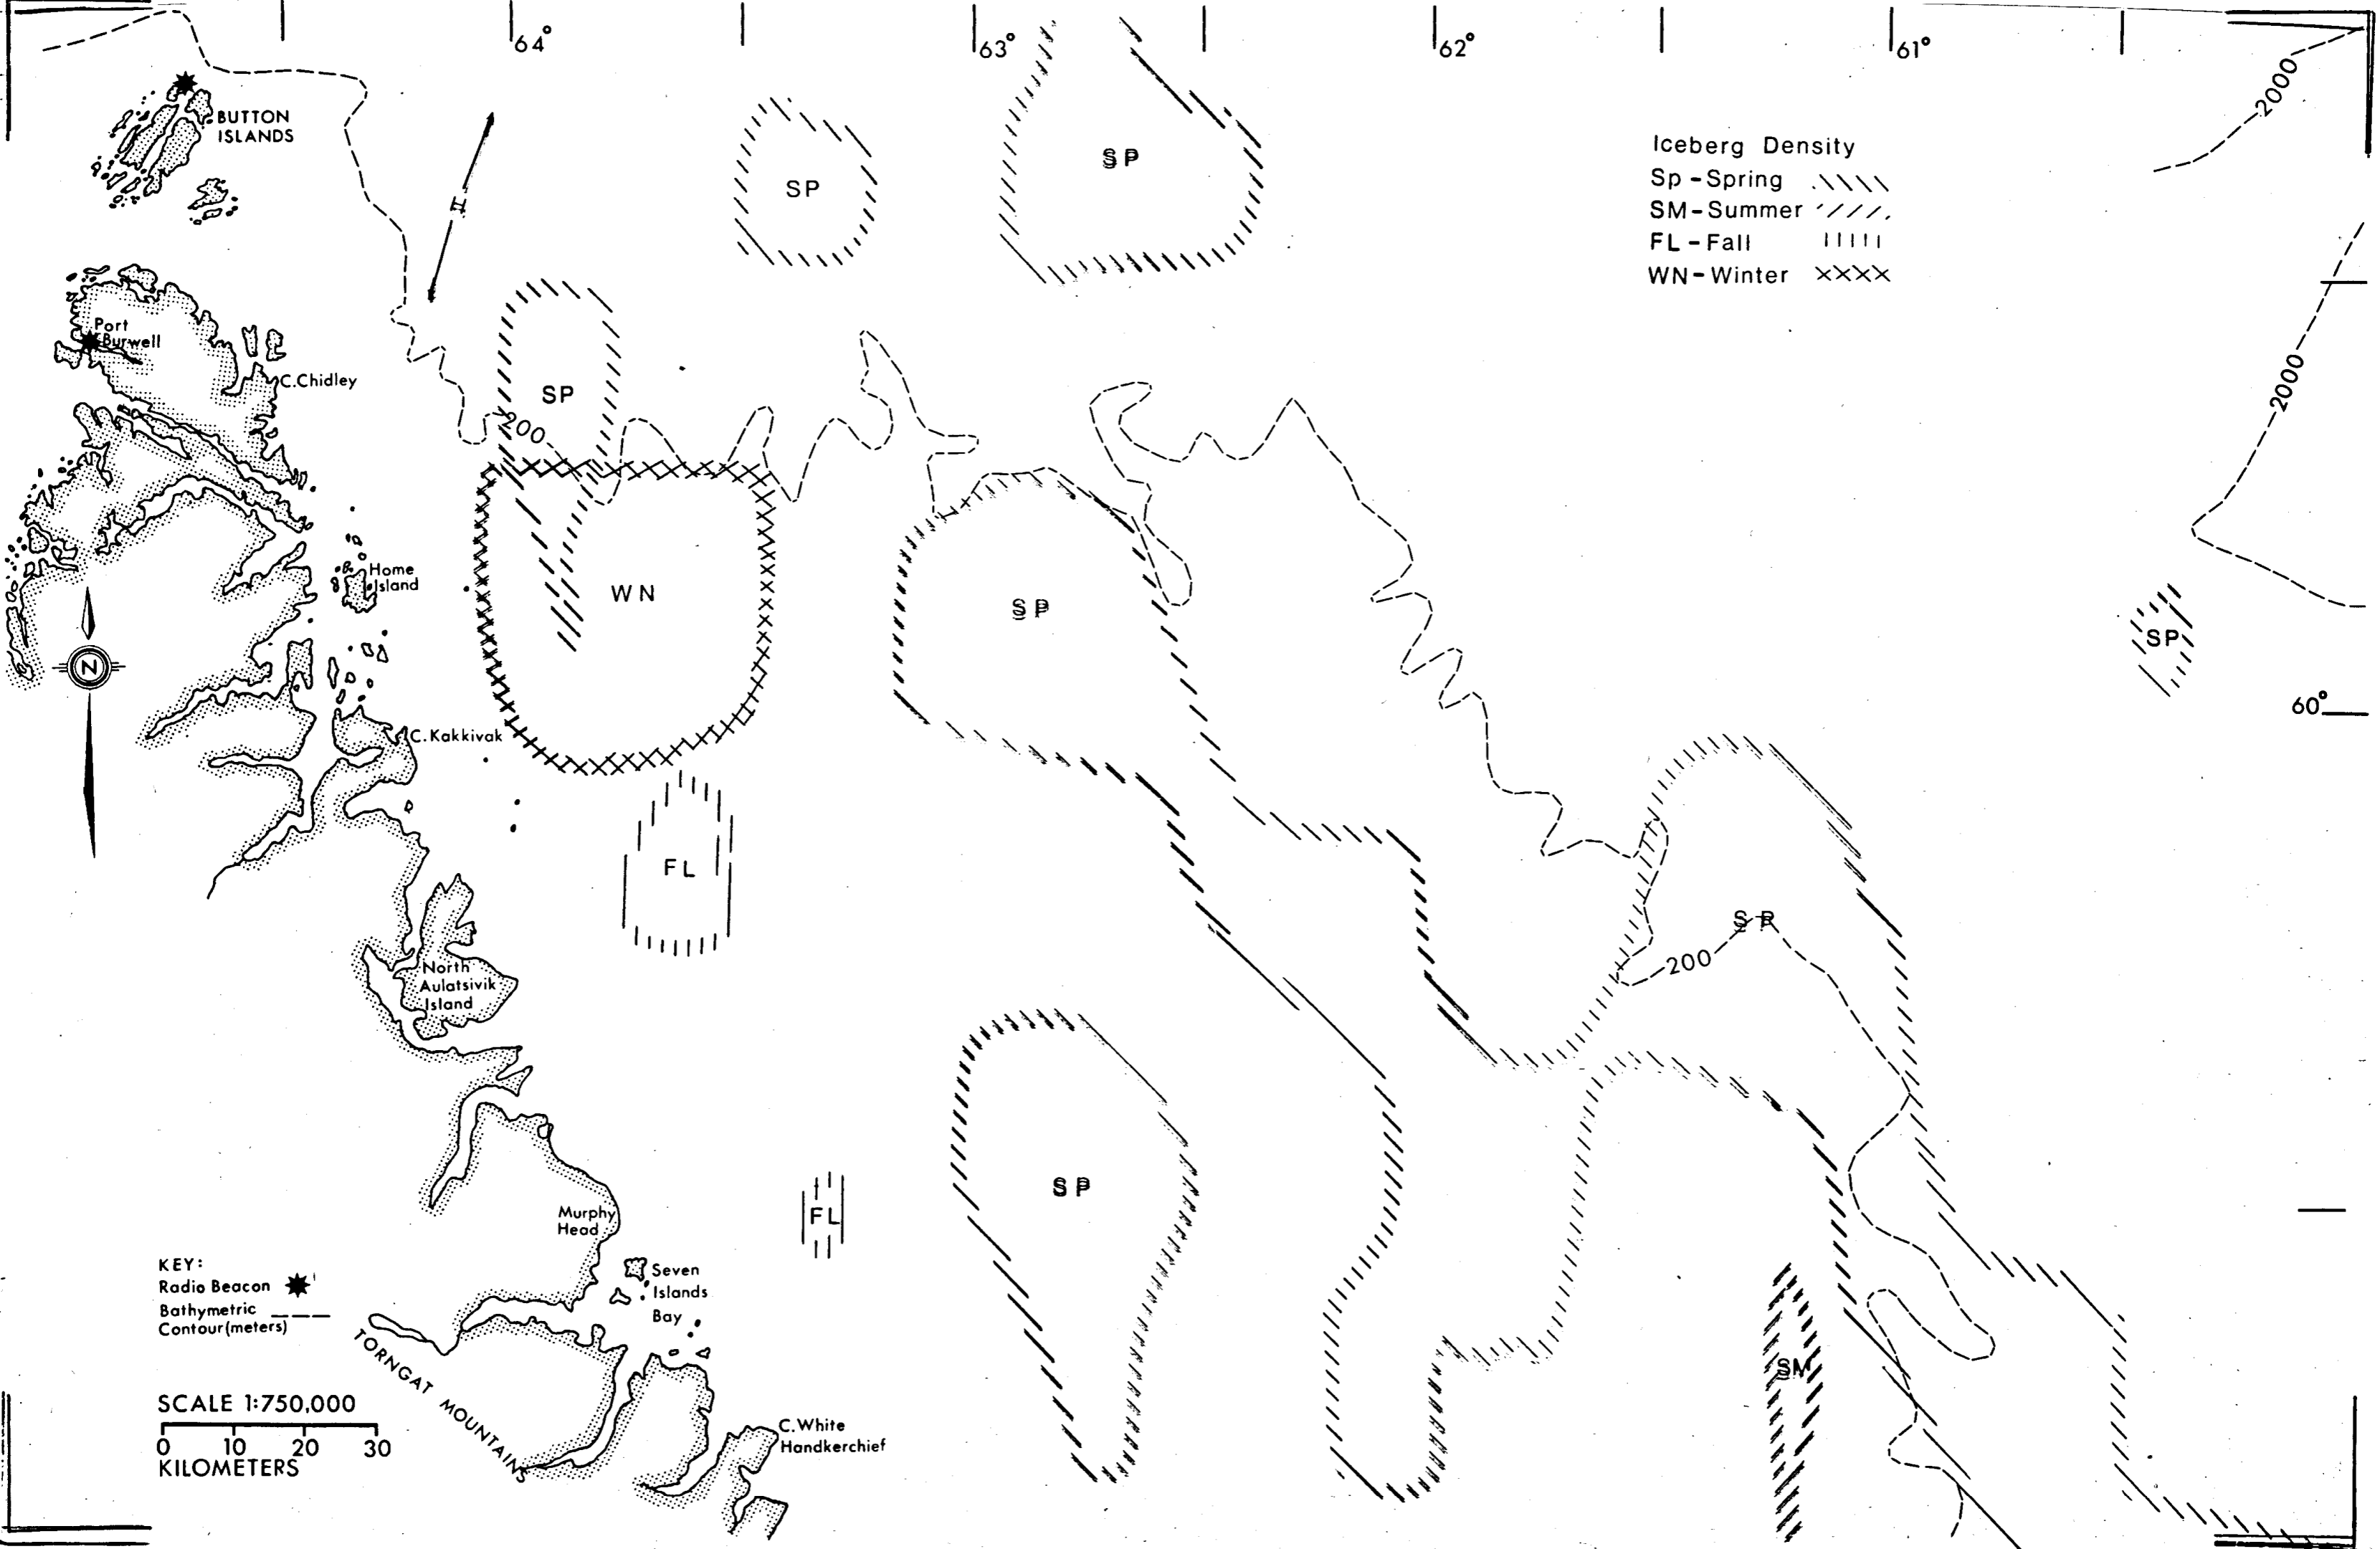 64°
63°
62°
61°
2000
BUTTON
ISLANDS
SP
SP
II
Iceberg Density
Sp-Spring
SM-Summer
FL-Fall
WN-Winter
Port
Burwell
C.Chidley
SP
200
2000
Home
Island
WN
SP
SP
N
60°
C.Kakkivak
FL
SP
200
North
Aulatsivik
Island
SP
FL
Murphy
Head
KEY:
Radio Beacon
Bathymetric
Contour(meters)
Seven
Islands
Bay
SM
TORNGAT MOUNTAINS
SCALE 1:750,000
0 10 20 30
KILOMETERS
C.White
Handkerchief